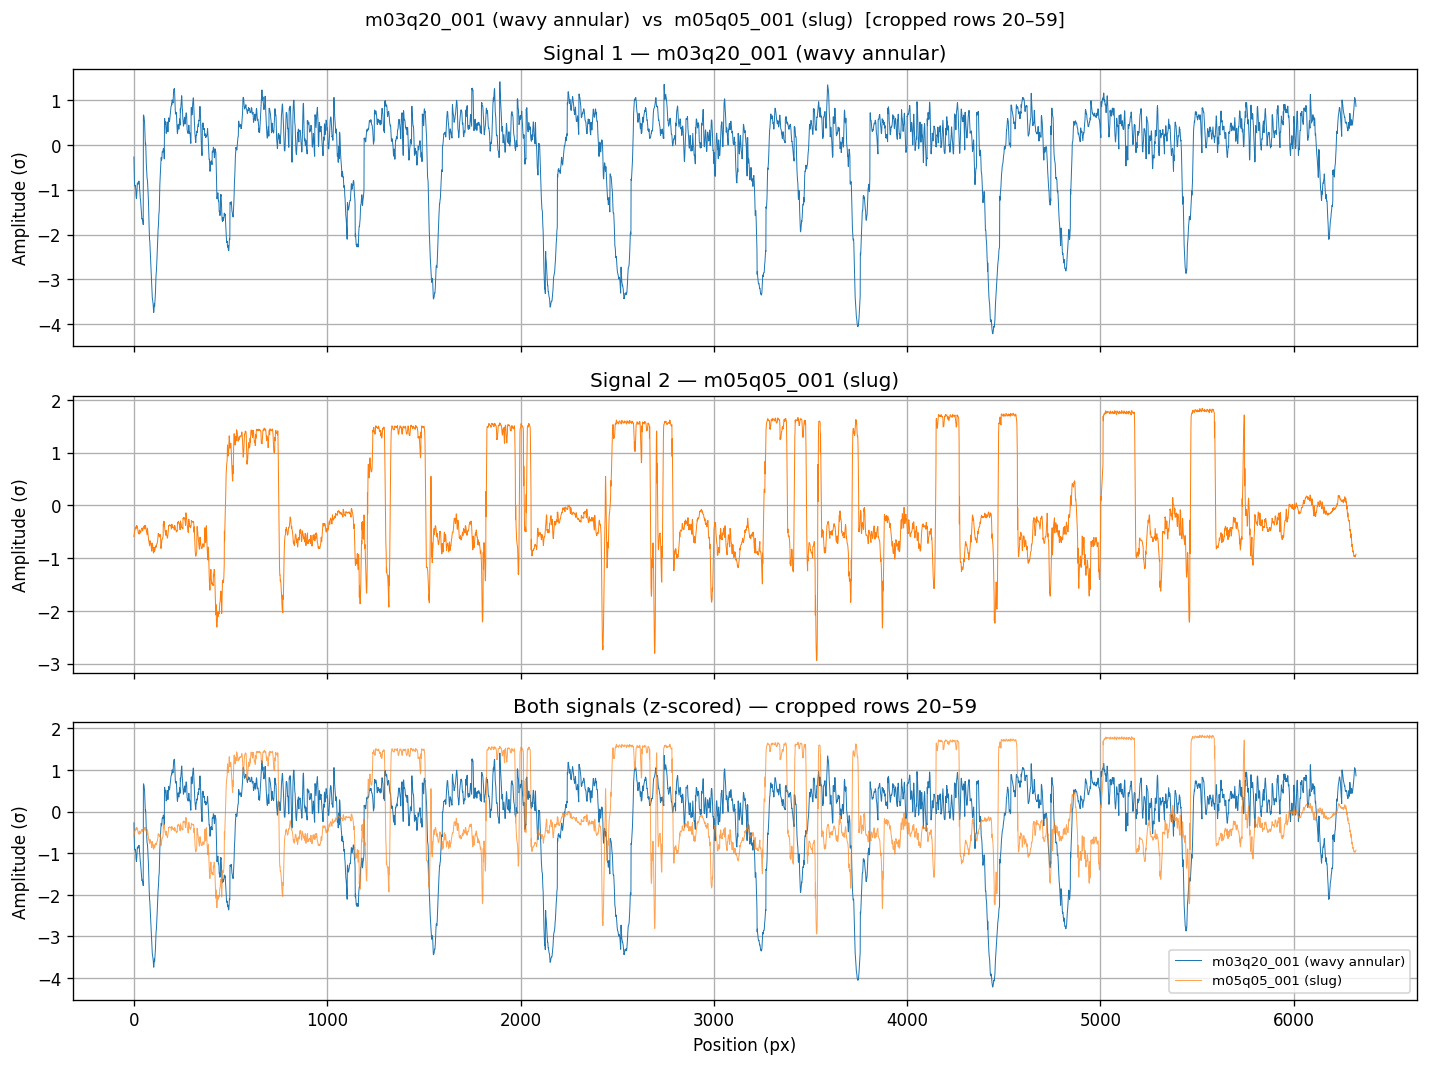 m03q20_001 (wavy annular)  vs  m05q05_001 (slug)  [cropped rows 20–59]
Signal 1 — m03q20_001 (wavy annular)
Amplitude (σ)
1
0
−1
−2
−3
−4
Signal 2 — m05q05_001 (slug)
Amplitude (σ)
2
1
0
−1
−2
−3
Both signals (z-scored) — cropped rows 20–59
Amplitude (σ)
2
1
0
−1
−2
−3
−4
m03q20_001 (wavy annular)
m05q05_001 (slug)
0 1000 2000 3000 4000 5000 6000
Position (px)